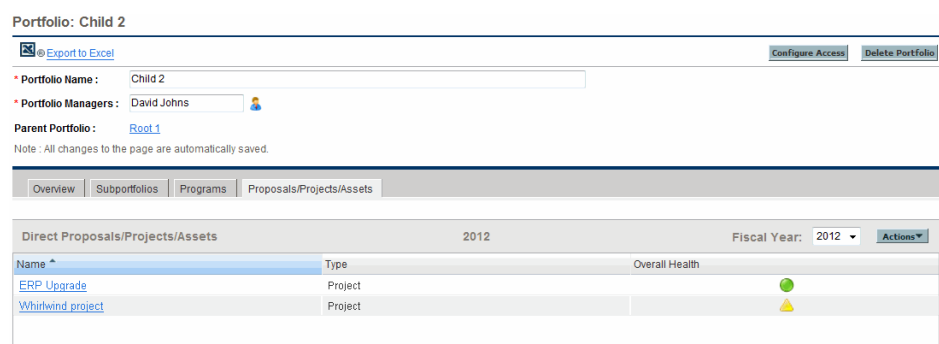 Portfolio: Child 2
® Export to Excel
Configure Access
Delete Portfolio
* Portfolio Name :
Child 2
* Portfolio Managers :
David Johns
Parent Portfolio :
Root 1
Note : All changes to the page are automatically saved.
Overview
Subportfolios
Programs
Proposals/Projects/Assets
Direct Proposals/Projects/Assets
2012
Fiscal Year:
2012
Actions
Name
Type
Overall Health
ERP Upgrade
Project
Whirlwind project
Project